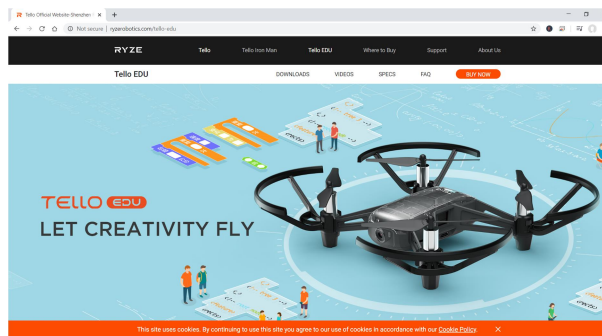 Tello Official Website-Shenzhen
Not secure | ryzerobotics.com/tello-edu
RYZE
Tello
Tello Iron Man
Tello EDU
Where to Buy
Support
About Us
Tello EDU
DOWNLOADS
VIDEOS
SPECS
FAQ
BUY NOW
TELLO EDU
LET CREATIVITY FLY
This site uses cookies. By continuing to use this site you agree to our use of cookies in accordance with our Cookie Policy.